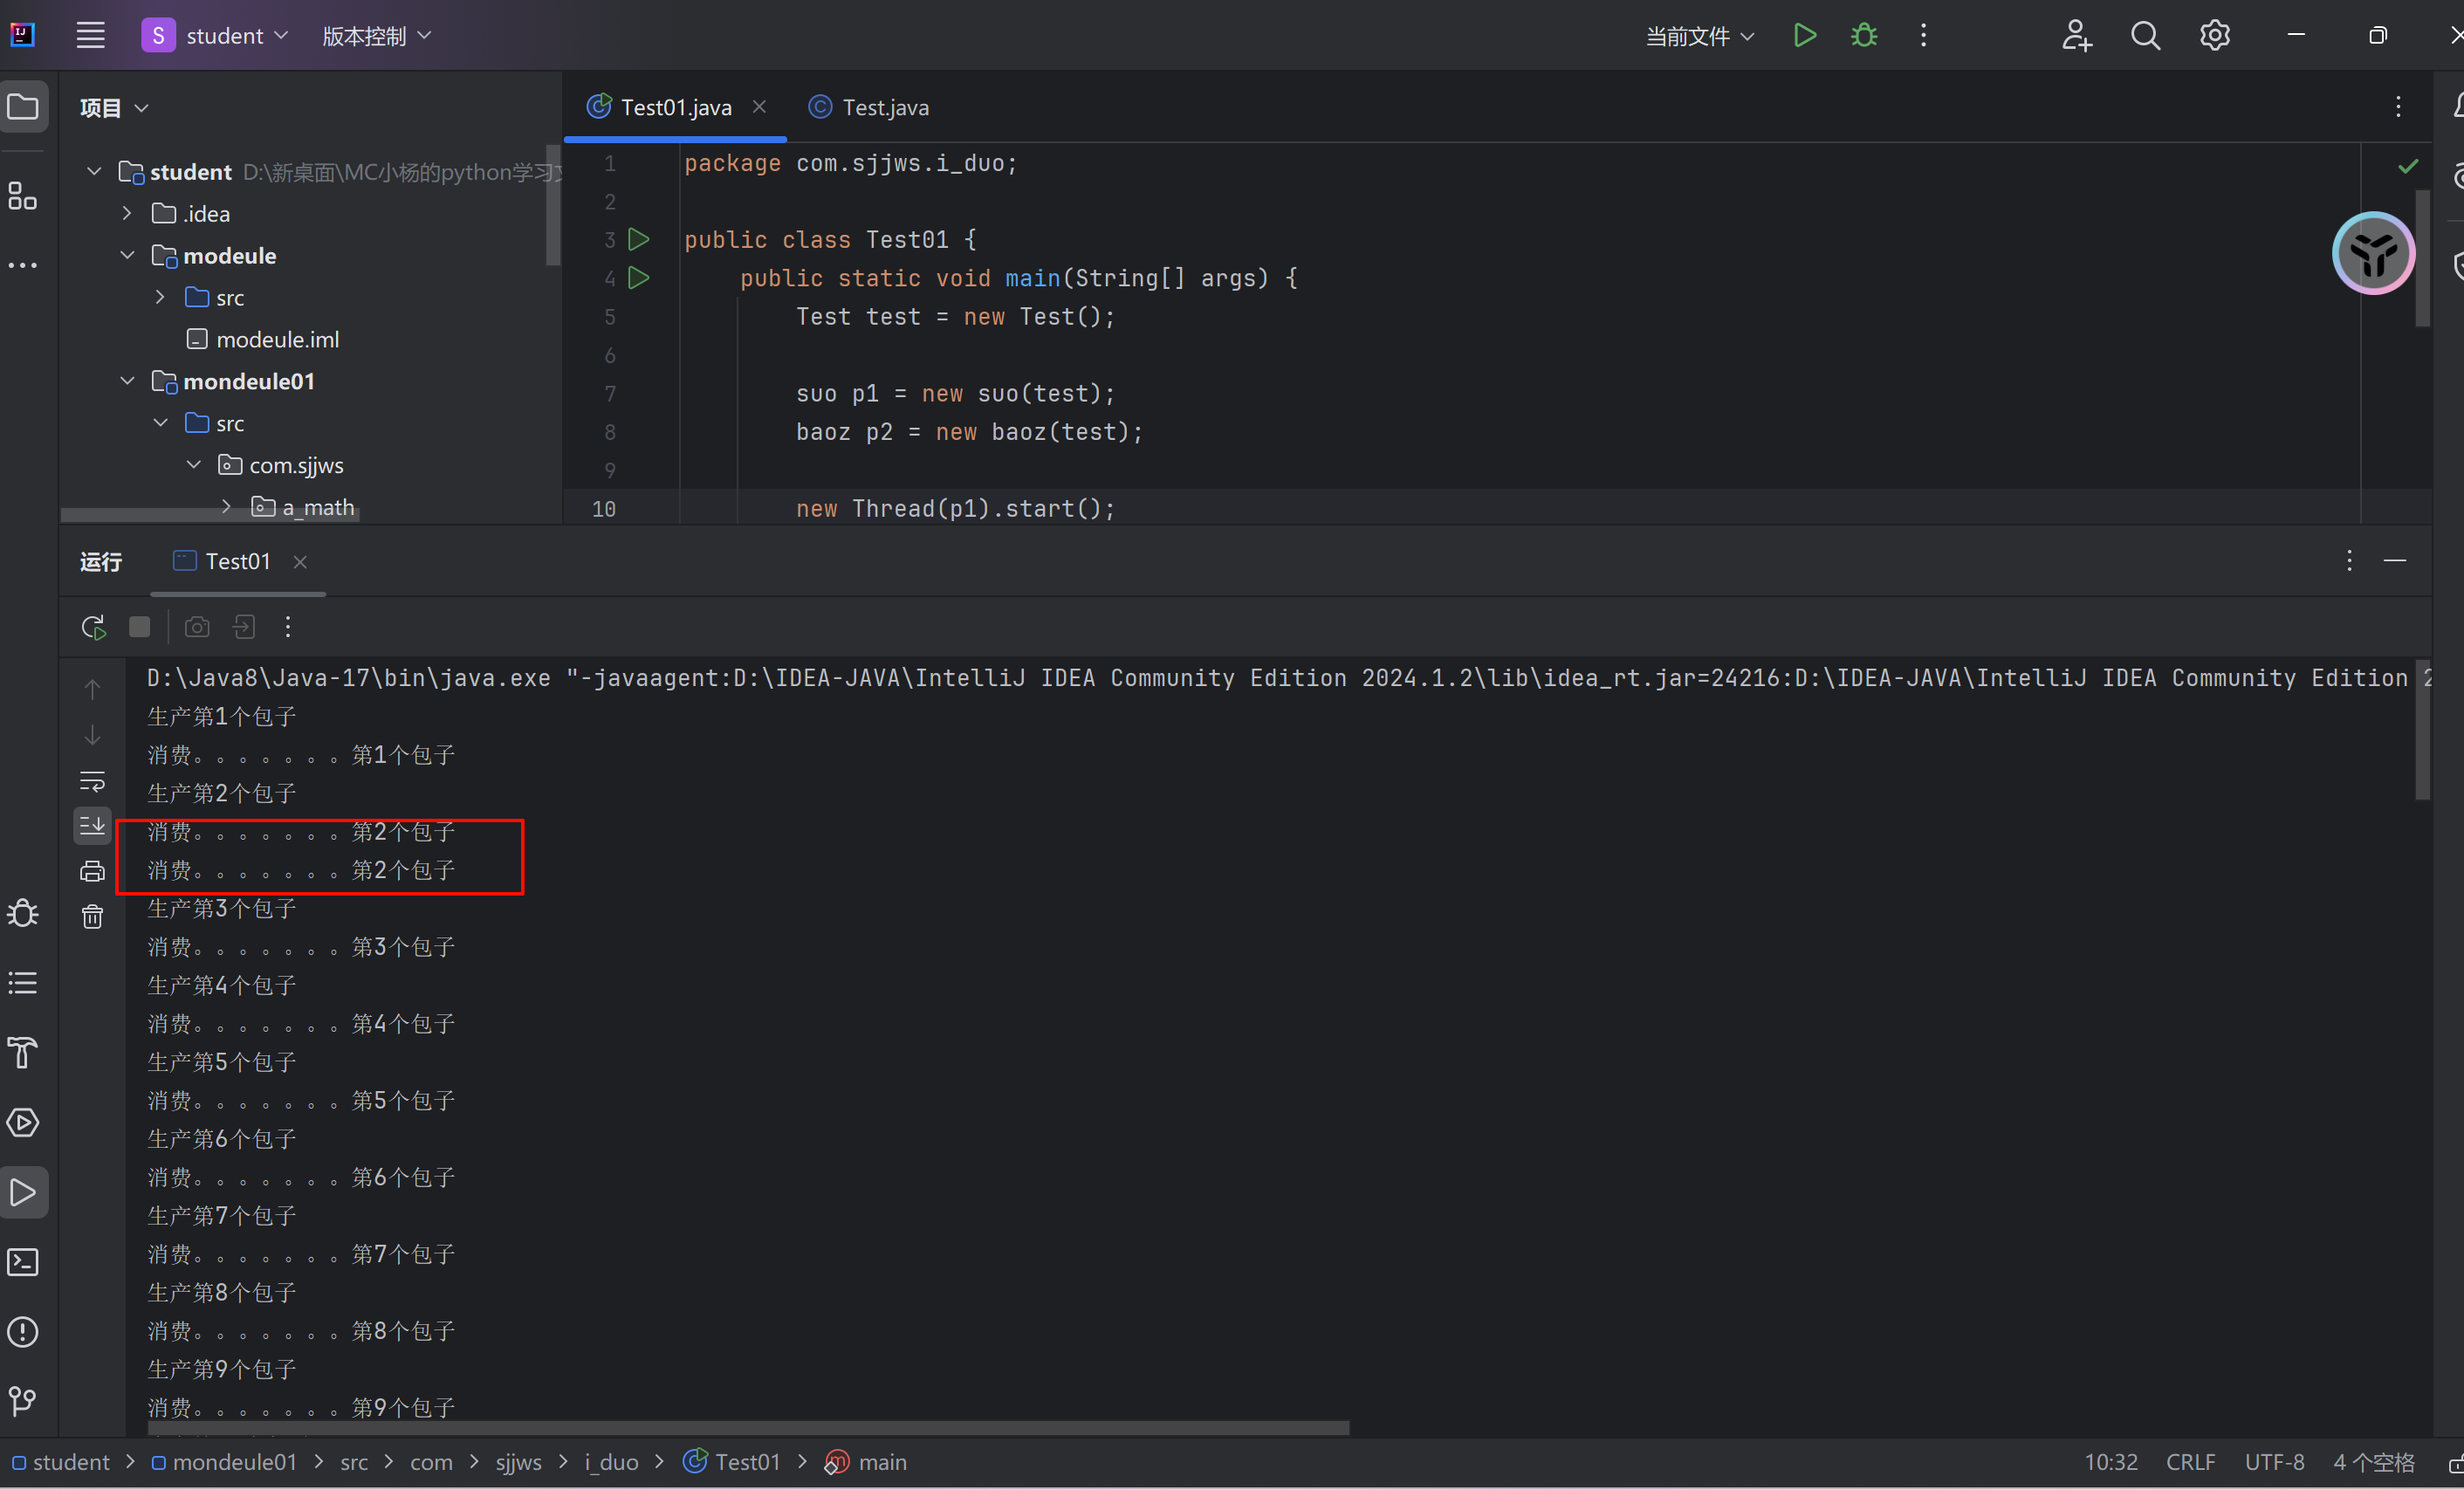 student 版本控制 当前文件
项目
Test01.java Test.java
student D:\新桌面\MC小杨的python学习
.idea
modeule
src
modeule.iml
mondeule01
src
com.sjjws
a_math
1 package com.sjjws.i_duo;
2
3 public class Test01 {
4 public static void main(String[] args) {
5 Test test = new Test();
6
7 suo p1 = new suo(test);
8 baoz p2 = new baoz(test);
9
10 new Thread(p1).start();
运行 Test01
D:\Java8\Java-17\bin\java.exe "-javaagent:D:\IDEA-JAVA\IntelliJ IDEA Community Edition 2024.1.2\lib\idea_rt.jar=24216:D:\IDEA-JAVA\IntelliJ IDEA Community Edition 2
生产第1个包子
消费。。。。。。。第1个包子
生产第2个包子
消费。。。。。。。第2个包子
消费。。。。。。。第2个包子
生产第3个包子
消费。。。。。。。第3个包子
生产第4个包子
消费。。。。。。。第4个包子
生产第5个包子
消费。。。。。。。第5个包子
生产第6个包子
消费。。。。。。。第6个包子
生产第7个包子
消费。。。。。。。第7个包子
生产第8个包子
消费。。。。。。。第8个包子
生产第9个包子
消费。。。。。。。第9个包子
student > mondeule01 > src > com > sjjws > i_duo > Test01 > main 10:32 CRLF UTF-8 4 个空格